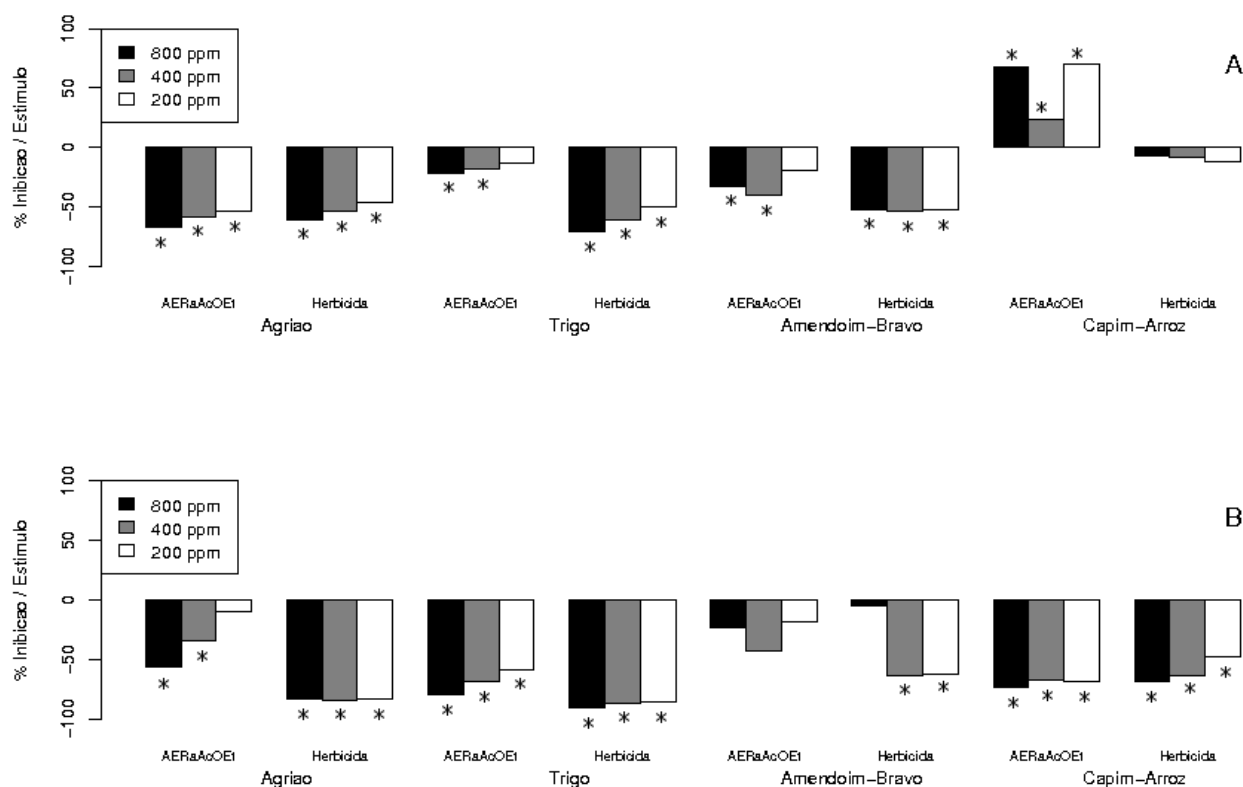 A
% Inibicao / Estimulo
100
50
0
−50
−100
800 ppm
400 ppm
200 ppm
* * * * * * * * * * * * * * * * *
AERaAcOEt Herbicida AERaAcOEt Herbicida AERaAcOEt Herbicida AERaAcOEt Herbicida
Agriao Trigo Amendoim−Bravo Capim−Arroz
B
% Inibicao / Estimulo
100
50
0
−50
−100
800 ppm
400 ppm
200 ppm
* * * * * * * * * * * * * * * * * * *
AERaAcOEt Herbicida AERaAcOEt Herbicida AERaAcOEt Herbicida AERaAcOEt Herbicida
Agriao Trigo Amendoim−Bravo Capim−Arroz